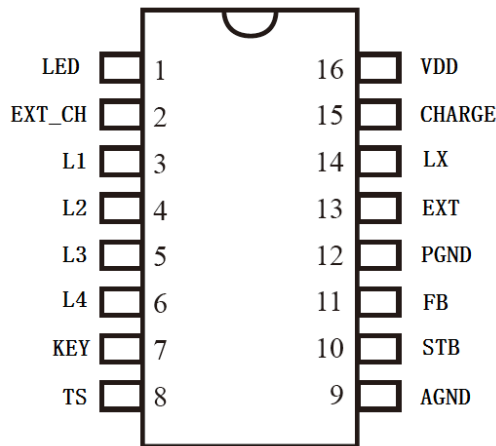 LED 1 16 VDD
EXT_CH 2 15 CHARGE
L1 3 14 LX
L2 4 13 EXT
L3 5 12 PGND
L4 6 11 FB
KEY 7 10 STB
TS 8 9 AGND